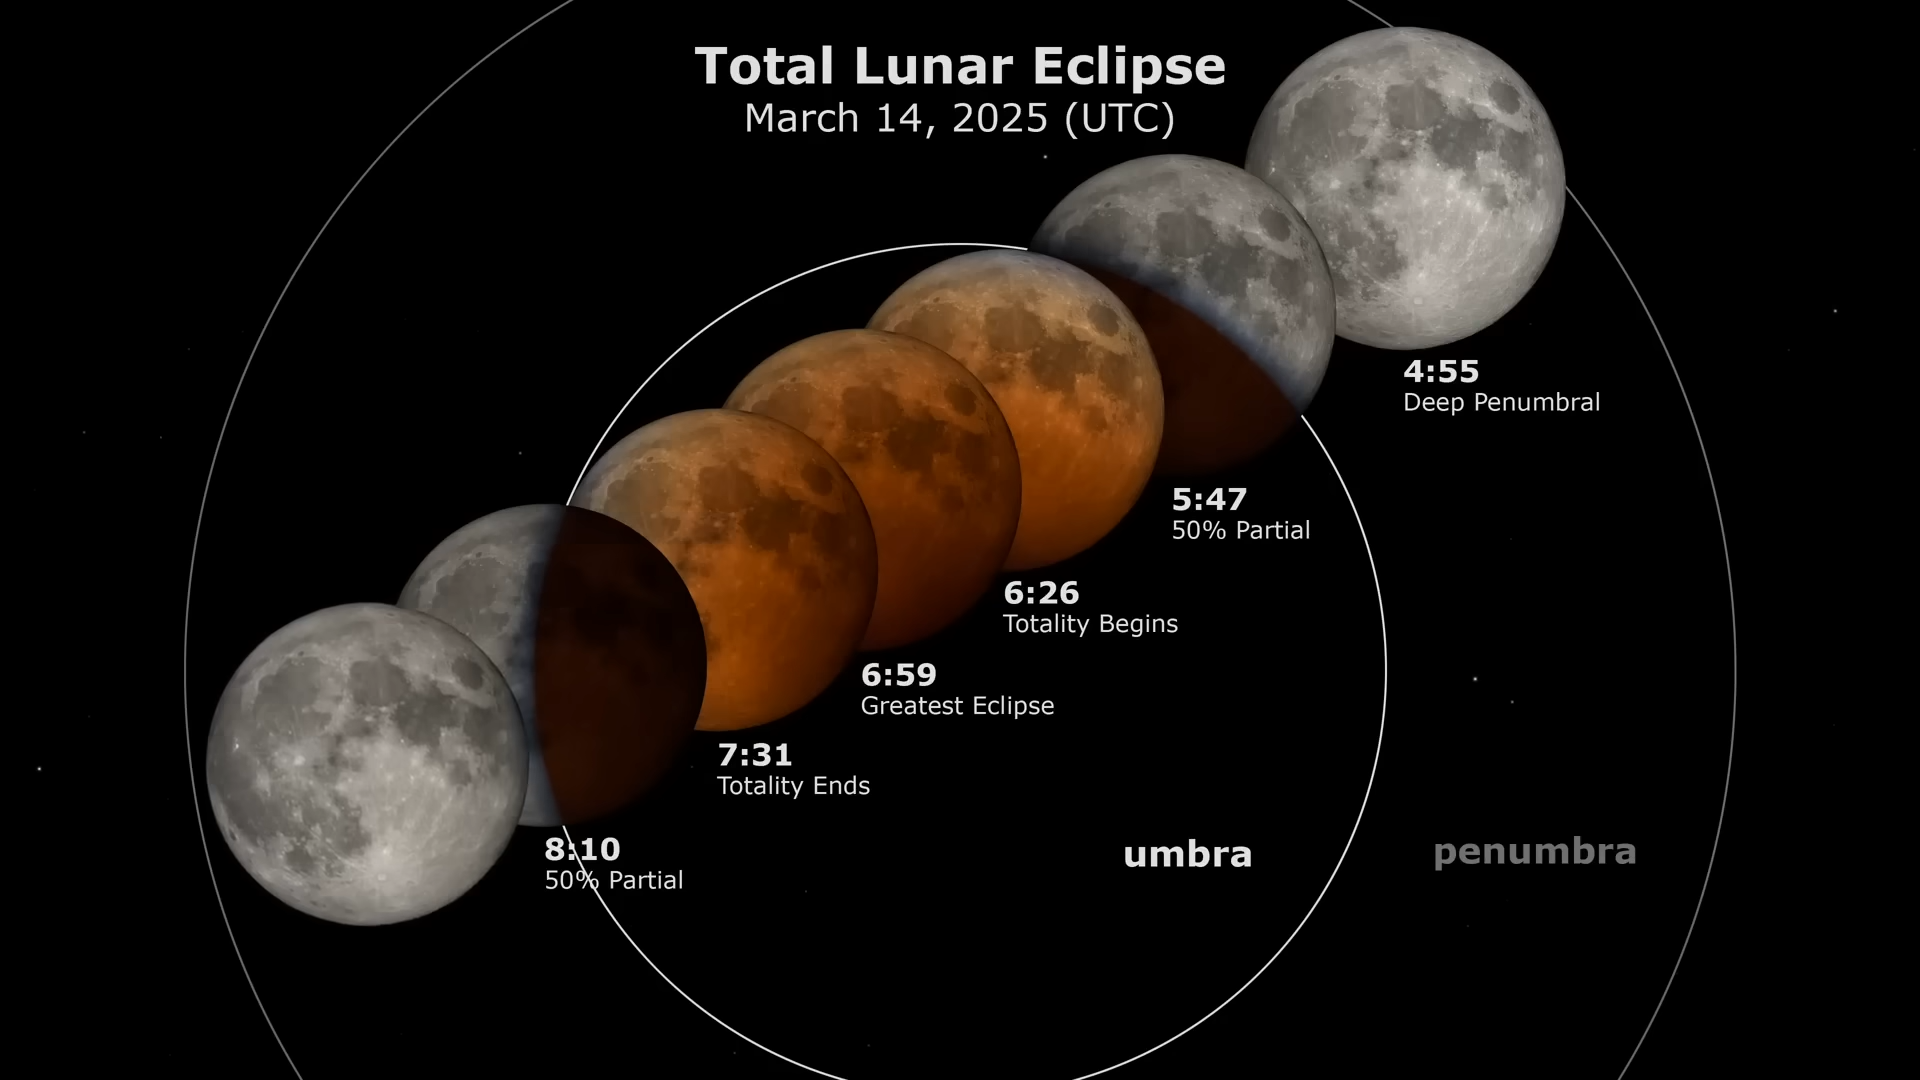 Total Lunar Eclipse
March 14, 2025 (UTC)
4:55
Deep Penumbral
5:47
50% Partial
6:26
Totality Begins
6:59
Greatest Eclipse
7:31
Totality Ends
8:10
50% Partial
umbra
penumbra